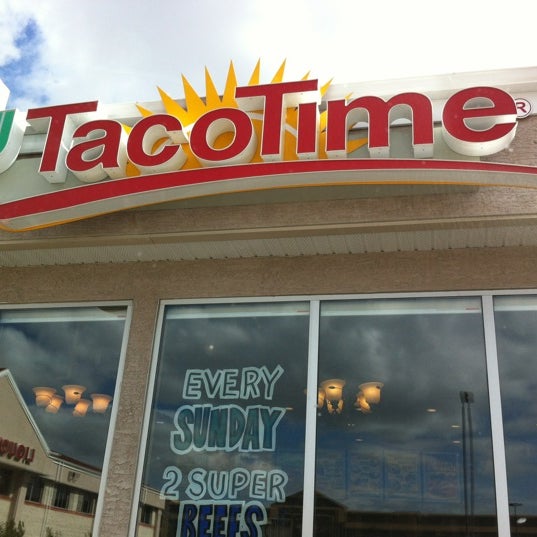 TacoTime®
EVERY
SUNDAY
2 SUPER
BEEFS